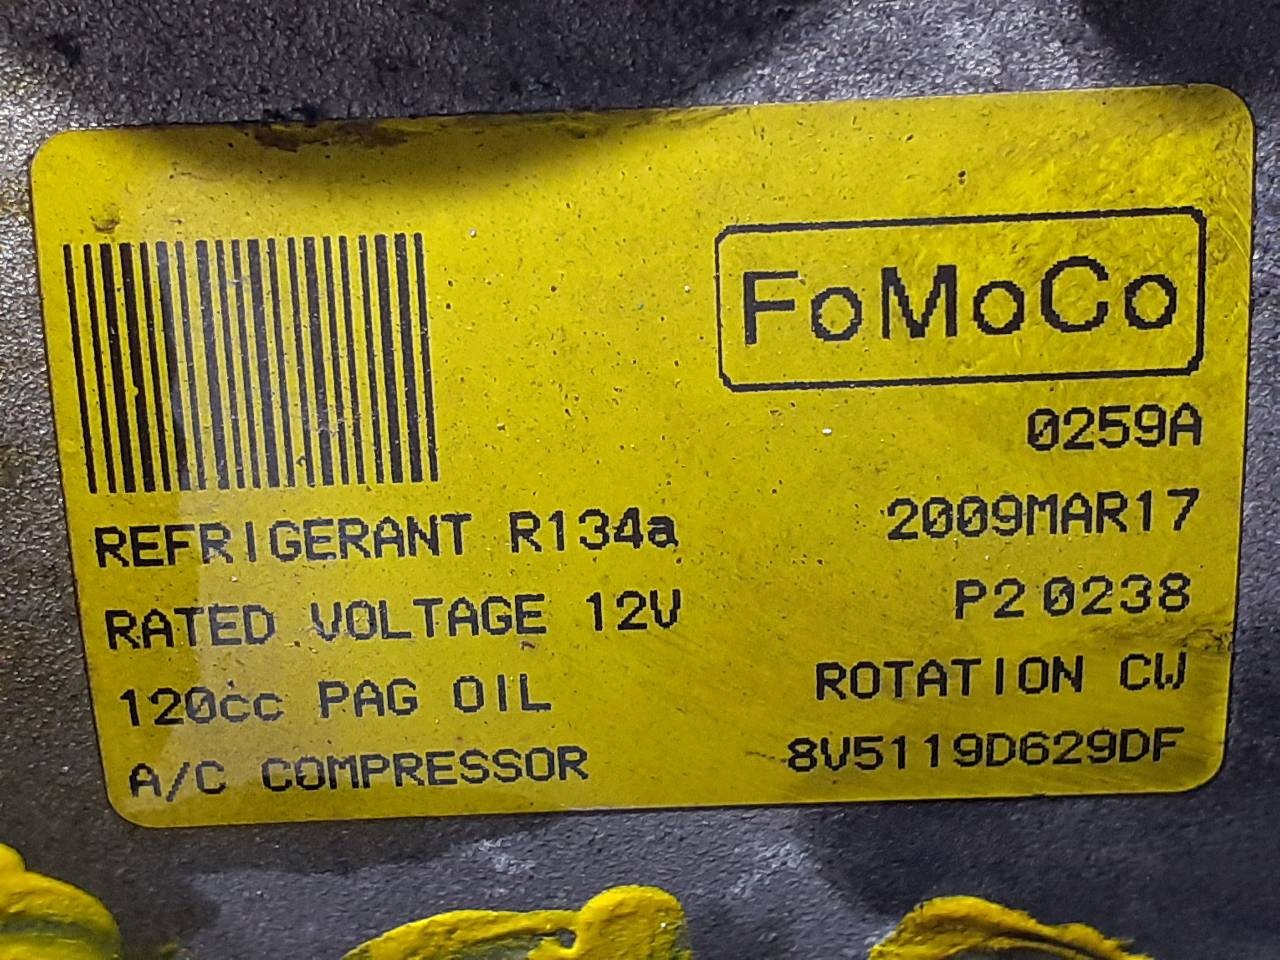 FoMoCo
0259A
REFRIGERANT R134a
2009MAR17
RATED VOLTAGE 12V
P2 0238
120cc PAG OIL
ROTATION CW
A/C COMPRESSOR
8V5119D629DF